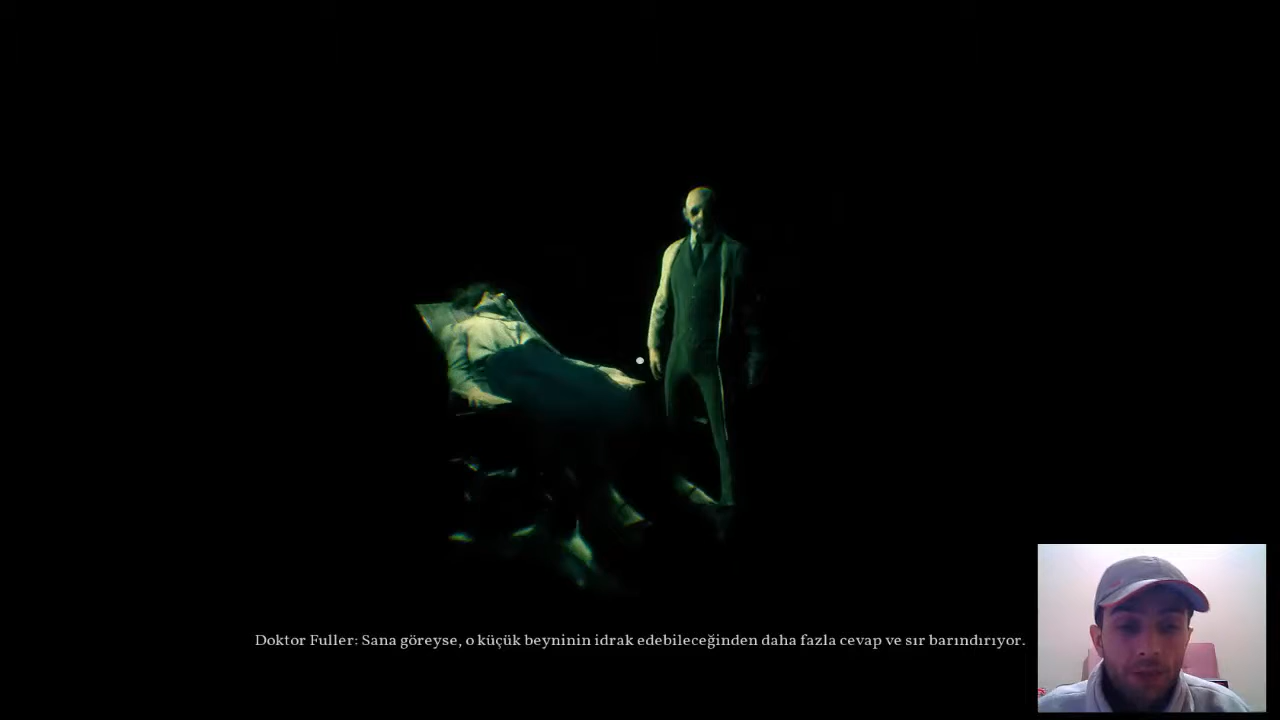 Doktor Fuller: Sana göreyse, o küçük beyninin idrak edebileceğinden daha fazla cevap ve sır barındırıyor.